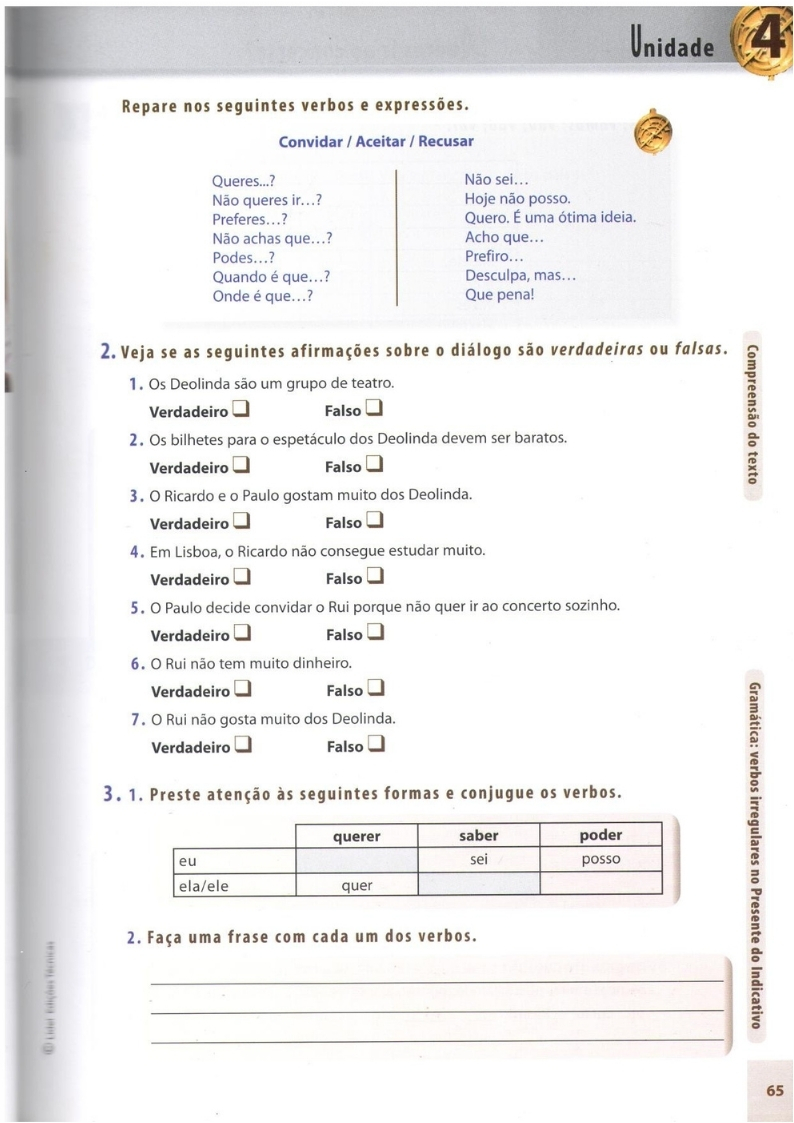 Unidade 4
Repare nos seguintes verbos e expressões.
Convidar / Aceitar / Recusar
Queres...?
Não queres ir...?
Preferes...?
Não achas que...?
Podes...?
Quando é que...?
Onde é que...?
Não sei...
Hoje não posso.
Quero. É uma ótima ideia.
Acho que...
Prefiro...
Desculpa, mas...
Que pena!
2. Veja se as seguintes afirmações sobre o diálogo são verdadeiras ou falsas.
1. Os Deolinda são um grupo de teatro.
Verdadeiro ❑ Falso ❑
2. Os bilhetes para o espetáculo dos Deolinda devem ser baratos.
Verdadeiro ❑ Falso ❑
3. O Ricardo e o Paulo gostam muito dos Deolinda.
Verdadeiro ❑ Falso ❑
4. Em Lisboa, o Ricardo não consegue estudar muito.
Verdadeiro ❑ Falso ❑
5. O Paulo decide convidar o Rui porque não quer ir ao concerto sozinho.
Verdadeiro ❑ Falso ❑
6. O Rui não tem muito dinheiro.
Verdadeiro ❑ Falso ❑
7. O Rui não gosta muito dos Deolinda.
Verdadeiro ❑ Falso ❑
Compreensão do texto
3. 1. Preste atenção às seguintes formas e conjugue os verbos.
querer saber poder
eu sei posso
ela/ele quer
2. Faça uma frase com cada um dos verbos.
Gramática: verbos irregulares no Presente do Indicativo
© Lidel Edições Técnicas
65